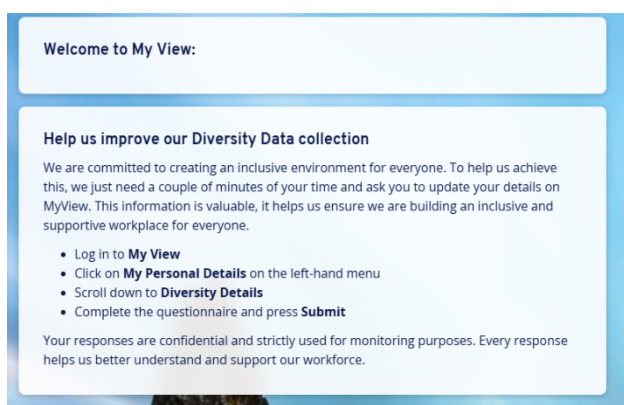 Welcome to My View:
Help us improve our Diversity Data collection
We are committed to creating an inclusive environment for everyone. To help us achieve
this, we just need a couple of minutes of your time and ask you to update your details on
MyView. This information is valuable, it helps us ensure we are building an inclusive and
supportive workplace for everyone.
• Log in to My View
• Click on My Personal Details on the left-hand menu
• Scroll down to Diversity Details
• Complete the questionnaire and press Submit
Your responses are confidential and strictly used for monitoring purposes. Every response
helps us better understand and support our workforce.